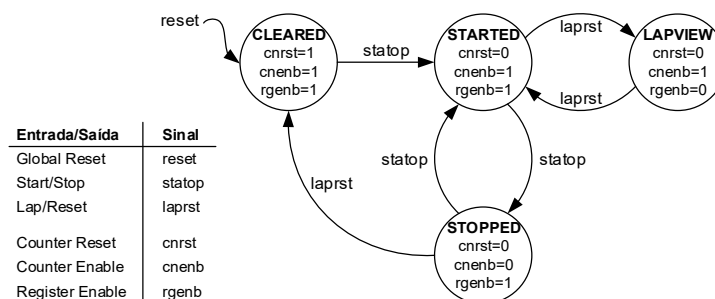 reset
CLEARED
cnrst=1
cnenb=1
rgenb=1
statop
STARTED
cnrst=0
cnenb=1
rgenb=1
laprst
LAPVIEW
cnrst=0
cnenb=1
rgenb=0
laprst
statop
statop
laprst
STOPPED
cnrst=0
cnenb=0
rgenb=1
Entrada/Saída Sinal
Global Reset reset
Start/Stop statop
Lap/Reset laprst
Counter Reset cnrst
Counter Enable cnenb
Register Enable rgenb